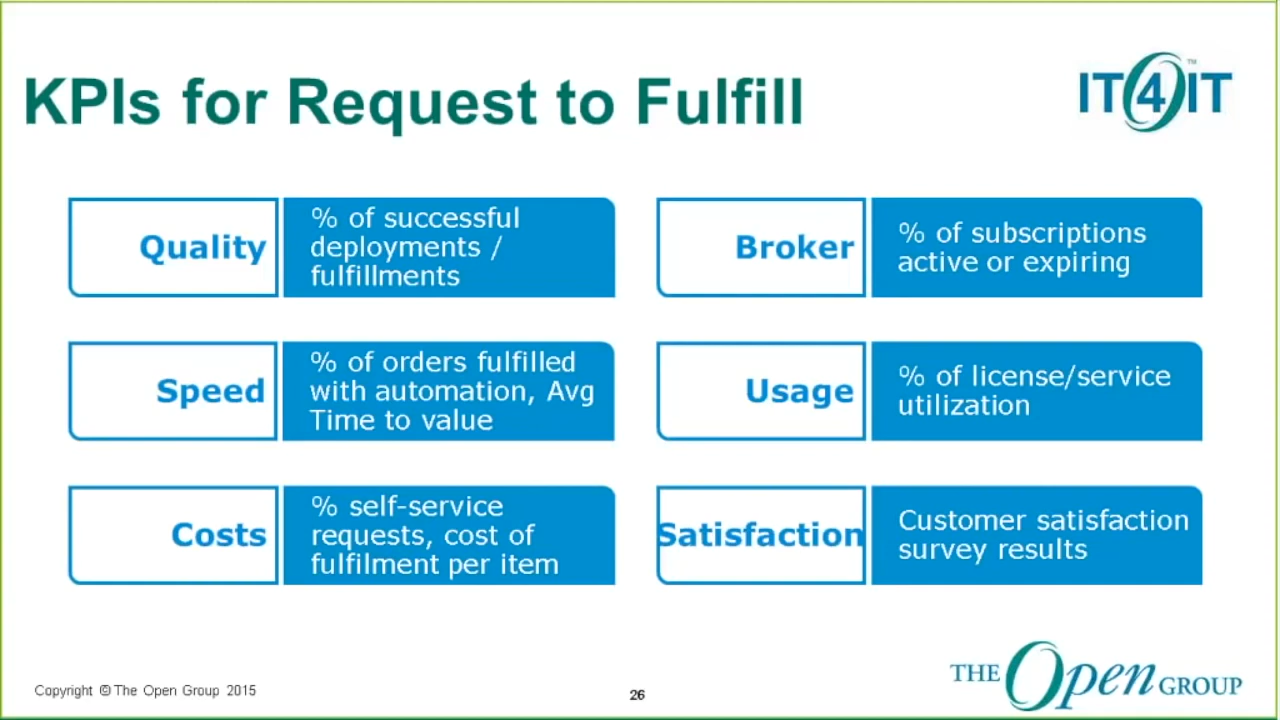 KPIs for Request to Fulfill
IT4IT
TM
Quality
% of successful
deployments /
fulfillments
Broker
% of subscriptions
active or expiring
Speed
% of orders fulfilled
with automation, Avg
Time to value
Usage
% of license/service
utilization
Costs
% self-service
requests, cost of
fulfilment per item
Satisfaction
Customer satisfaction
survey results
Copyright © The Open Group 2015
26
THE Open GROUP